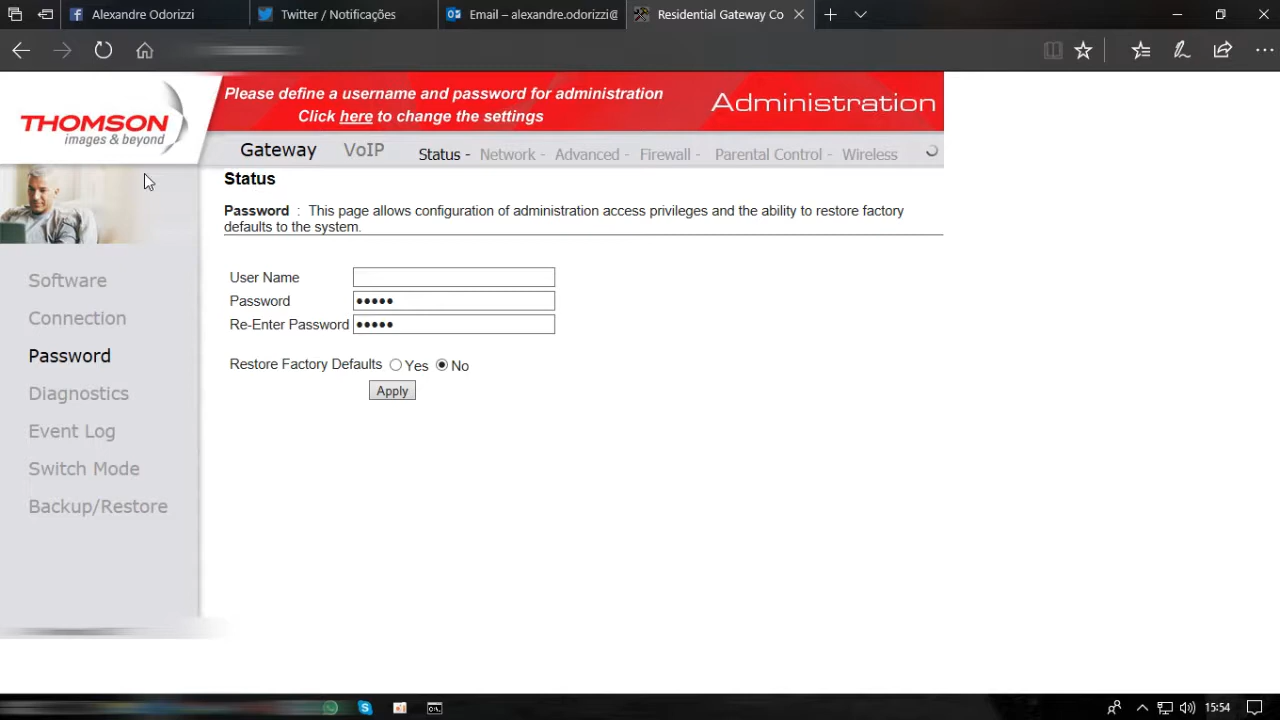 Alexandre Odorizzi
Twitter / Notificações
Email – alexandre.odorizzi@
Residential Gateway Co
Please define a username and password for administration
Click here to change the settings
Administration
THOMSON
images & beyond
Gateway VoIP Status - Network - Advanced - Firewall - Parental Control - Wireless
Status
Password : This page allows configuration of administration access privileges and the ability to restore factory
defaults to the system.
User Name
Password •••••
Re-Enter Password •••••
Restore Factory Defaults Yes No
Apply
Software
Connection
Password
Diagnostics
Event Log
Switch Mode
Backup/Restore
15:54